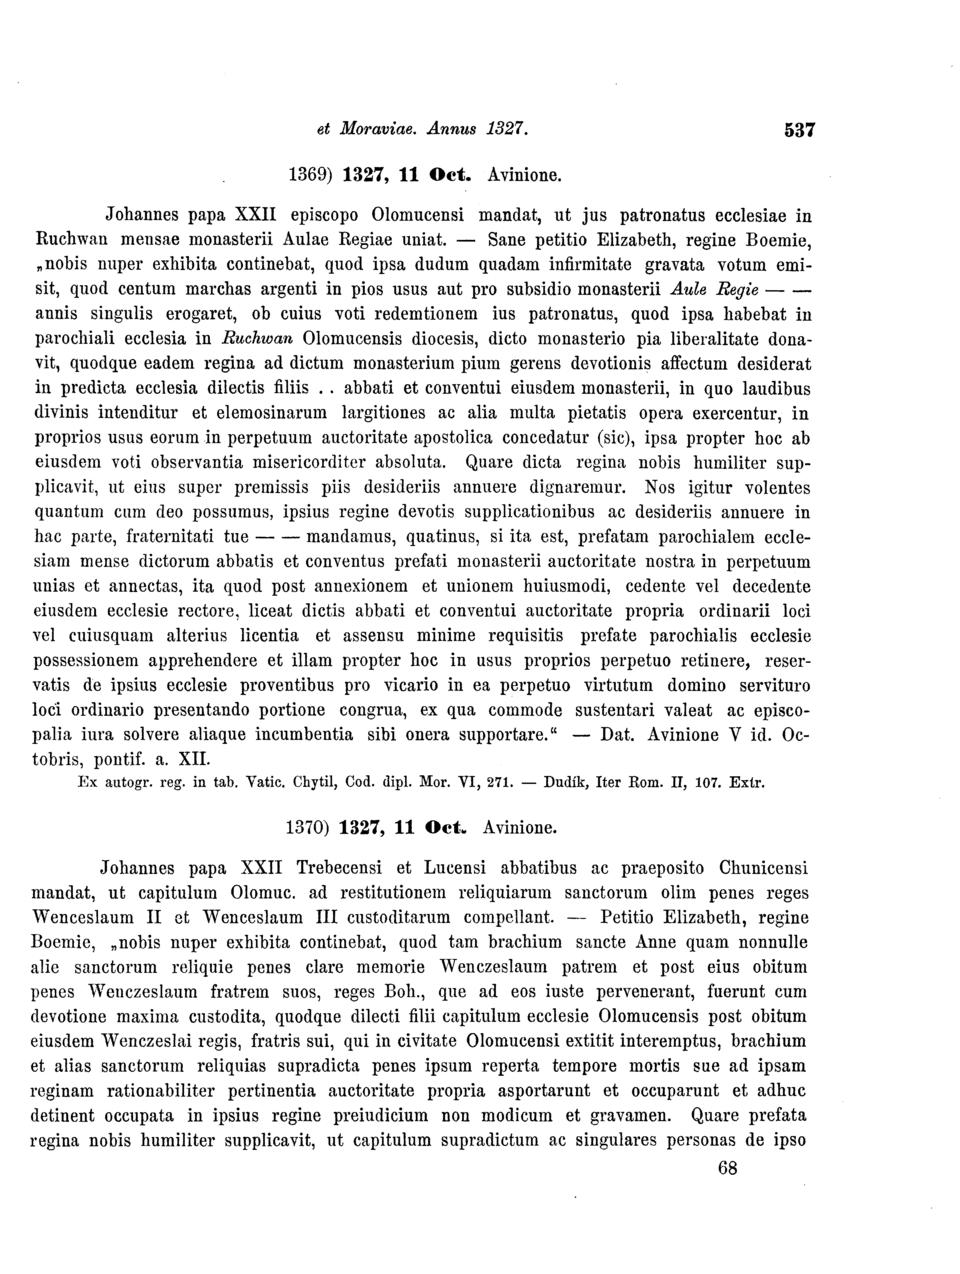 et Moraviae. Annus 1327. 537
1369) 1327, 11 Oct. Avinione.
Johannes papa XXII episcopo Olomucensi mandat, ut jus patronatus ecclesiae in
Ruchwan mensae monasterii Aulae Regiae uniat. — Sane petitio Elizabeth, regine Boemie,
„nobis nuper exhibita continebat, quod ipsa dudum quadam infirmitate gravata votum emi-
sit, quod centum marchas argenti in pios usus aut pro subsidio monasterii Aule Regie — —
annis singulis erogaret, ob cuius voti redemtionem ius patronatus, quod ipsa habebat in
parochiali ecclesia in Ruchwan Olomucensis diocesis, dicto monasterio pia liberalitate dona-
vit, quodque eadem regina ad dictum monasterium pium gerens devotionis affectum desiderat
in predicta ecclesia dilectis filiis . . abbati et conventui eiusdem monasterii, in quo laudibus
divinis intenditur et elemosinarum largitiones ac alia multa pietatis opera exercentur, in
proprios usus eorum in perpetuum auctoritate apostolica concedatur (sic), ipsa propter hoc ab
eiusdem voti observantia misericorditer absoluta. Quare dicta regina nobis humiliter sup-
plicavit, ut eius super premissis piis desideriis annuere dignaremur. Nos igitur volentes
quantum cum deo possumus, ipsius regine devotis supplicationibus ac desideriis annuere in
hac parte, fraternitati tue — — mandamus, quatinus, si ita est, prefatam parochialem eccle-
siam mense dictorum abbatis et conventus prefati monasterii auctoritate nostra in perpetuum
unias et annectas, ita quod post annexionem et unionem huiusmodi, cedente vel decedente
eiusdem ecclesie rectore, liceat dictis abbati et conventui auctoritate propria ordinarii loci
vel cuiusquam alterius licentia et assensu minime requisitis prefate parochialis ecclesie
possessionem apprehendere et illam propter hoc in usus proprios perpetuo retinere, reser-
vatis de ipsius ecclesie proventibus pro vicario in ea perpetuo virtutum domino servituro
loci ordinario presentando portione congrua, ex qua commode sustentari valeat ac episco-
palia iura solvere aliaque incumbentia sibi onera supportare.“ — Dat. Avinione V id. Oc-
tobris, pontif. a. XII.
Ex autogr. reg. in tab. Vatic. Chytil, Cod. dipl. Mor. VI, 271. — Dudík, Iter Rom. II, 107. Extr.
1370) 1327, 11 Oct. Avinione.
Johannes papa XXII Trebecensi et Lucensi abbatibus ac praeposito Chunicensi
mandat, ut capitulum Olomuc. ad restitutionem reliquiarum sanctorum olim penes reges
Wenceslaum II et Wenceslaum III custoditarum compellant. — Petitio Elizabeth, regine
Boemie, „nobis nuper exhibita continebat, quod tam brachium sancte Anne quam nonnulle
alie sanctorum reliquie penes clare memorie Wenczeslaum patrem et post eius obitum
penes Wenczeslaum fratrem suos, reges Boh., que ad eos iuste pervenerant, fuerunt cum
devotione maxima custodita, quodque dilecti filii capitulum ecclesie Olomucensis post obitum
eiusdem Wenczeslai regis, fratris sui, qui in civitate Olomucensi extitit interemptus, brachium
et alias sanctorum reliquias supradicta penes ipsum reperta tempore mortis sue ad ipsam
reginam rationabiliter pertinentia auctoritate propria asportarunt et occuparunt et adhuc
detinent occupata in ipsius regine preiudicium non modicum et gravamen. Quare prefata
regina nobis humiliter supplicavit, ut capitulum supradictum ac singulares personas de ipso
68